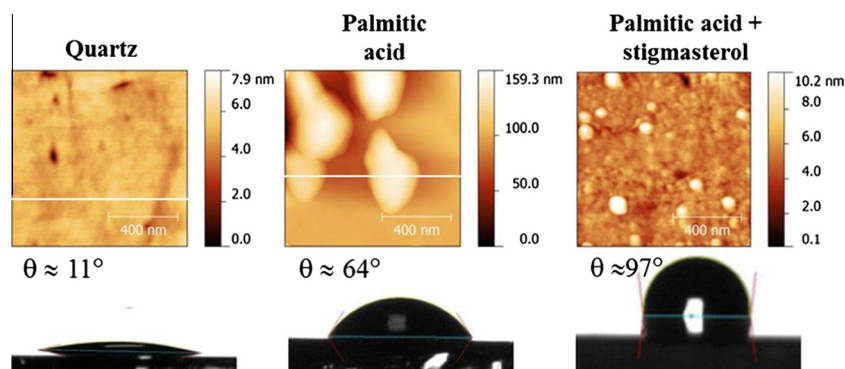 Quartz
Palmitic
acid
Palmitic acid +
stigmasterol
7.9 nm
6.0
4.0
2.0
0.0
400 nm
159.3 nm
100.0
50.0
0.0
400 nm
10.2 nm
8.0
6.0
4.0
2.0
0.1
400 nm
θ ≈ 11°
θ ≈ 64°
θ ≈97°